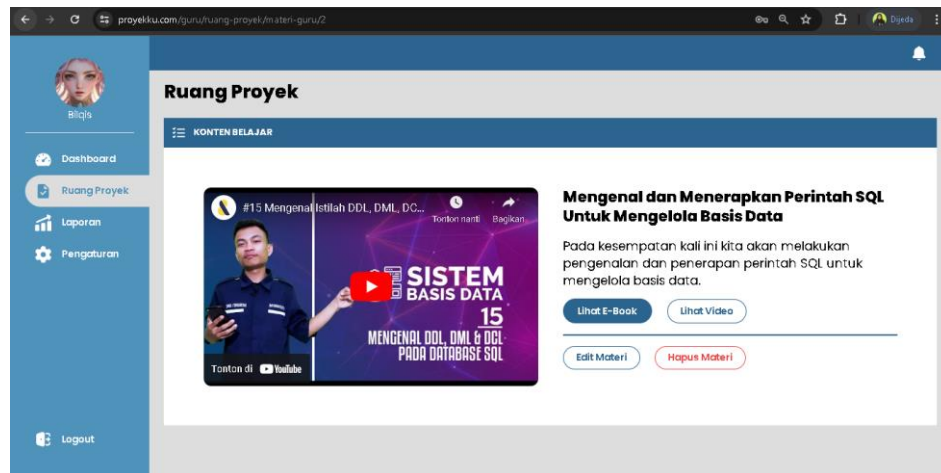 proyekku.com/guru/ruang-proyek/materi-guru/2
Dijeda
Bilqis
Dashboard
Ruang Proyek
Laporan
Pengaturan
Logout
Ruang Proyek
KONTEN BELAJAR
#15 Mengenal Istilah DDL, DML, DC...
Tonton nanti
Bagikan
SISTEM
BASIS DATA
15
MENGENAL DDL, DML & DCL
PADA DATABASE SQL
Tonton di YouTube
Mengenal dan Menerapkan Perintah SQL
Untuk Mengelola Basis Data
Pada kesempatan kali ini kita akan melakukan
pengenalan dan penerapan perintah SQL untuk
mengelola basis data.
Lihat E-Book
Lihat Video
Edit Materi
Hapus Materi